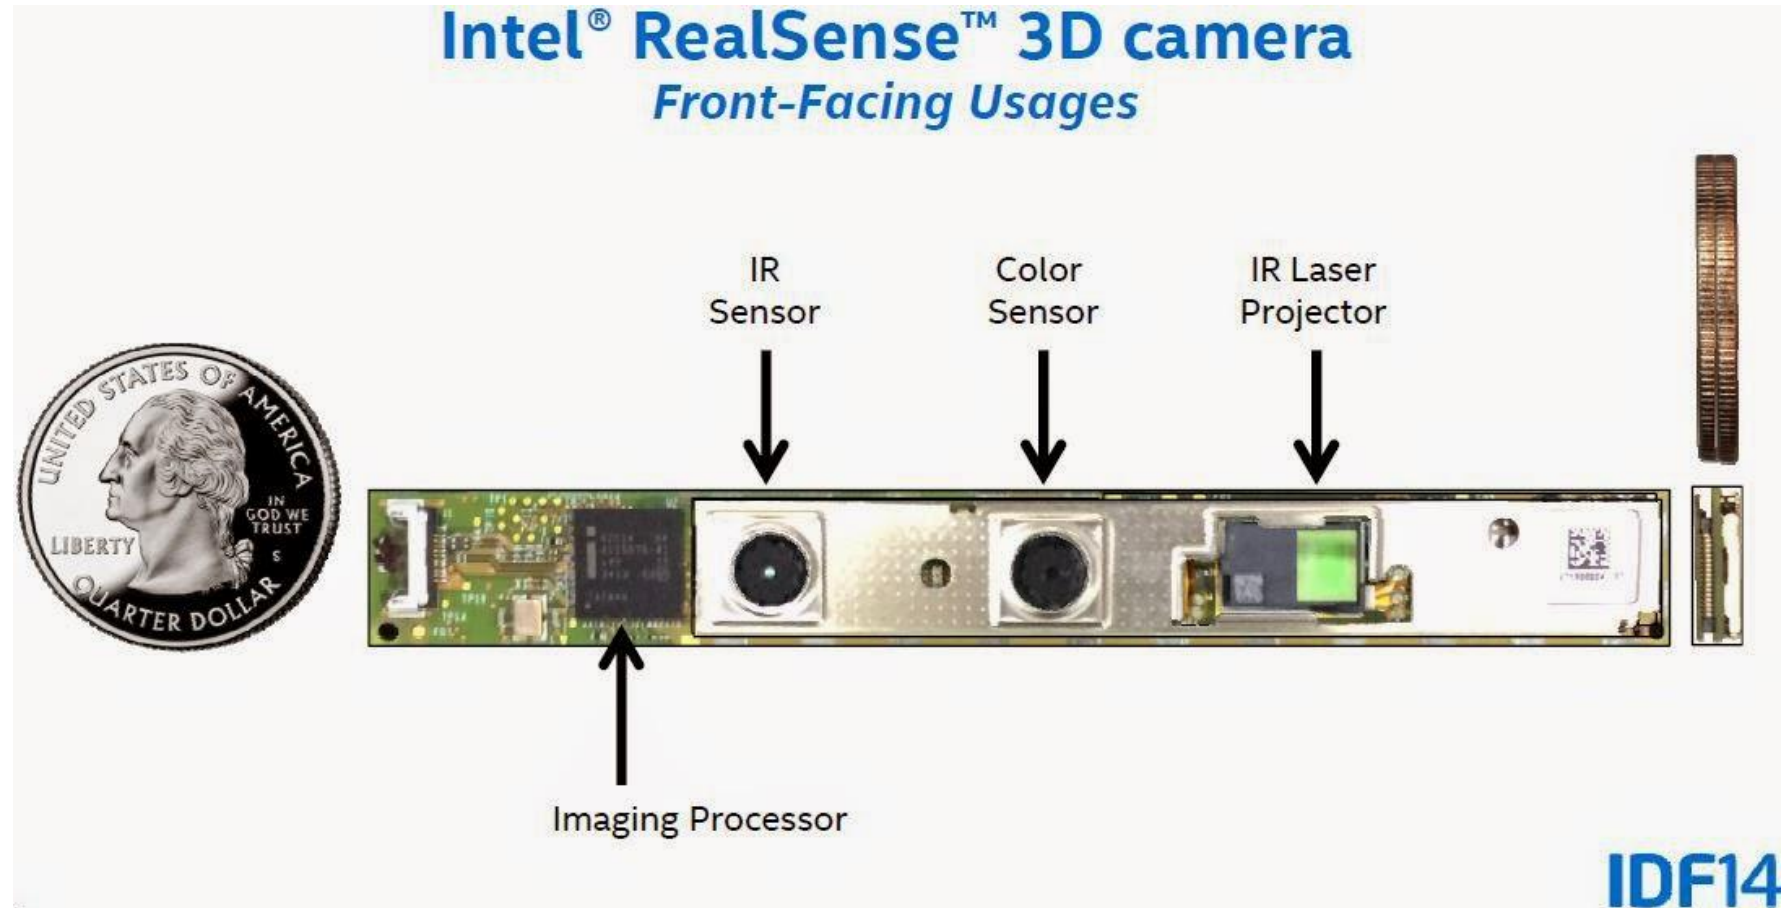 Intel® RealSense™ 3D camera
Front-Facing Usages
IR
Sensor
Color
Sensor
IR Laser
Projector
UNITED STATES OF AMERICA
IN
GOD WE
TRUST
LIBERTY
S
QUARTER DOLLAR
Imaging Processor
IDF14